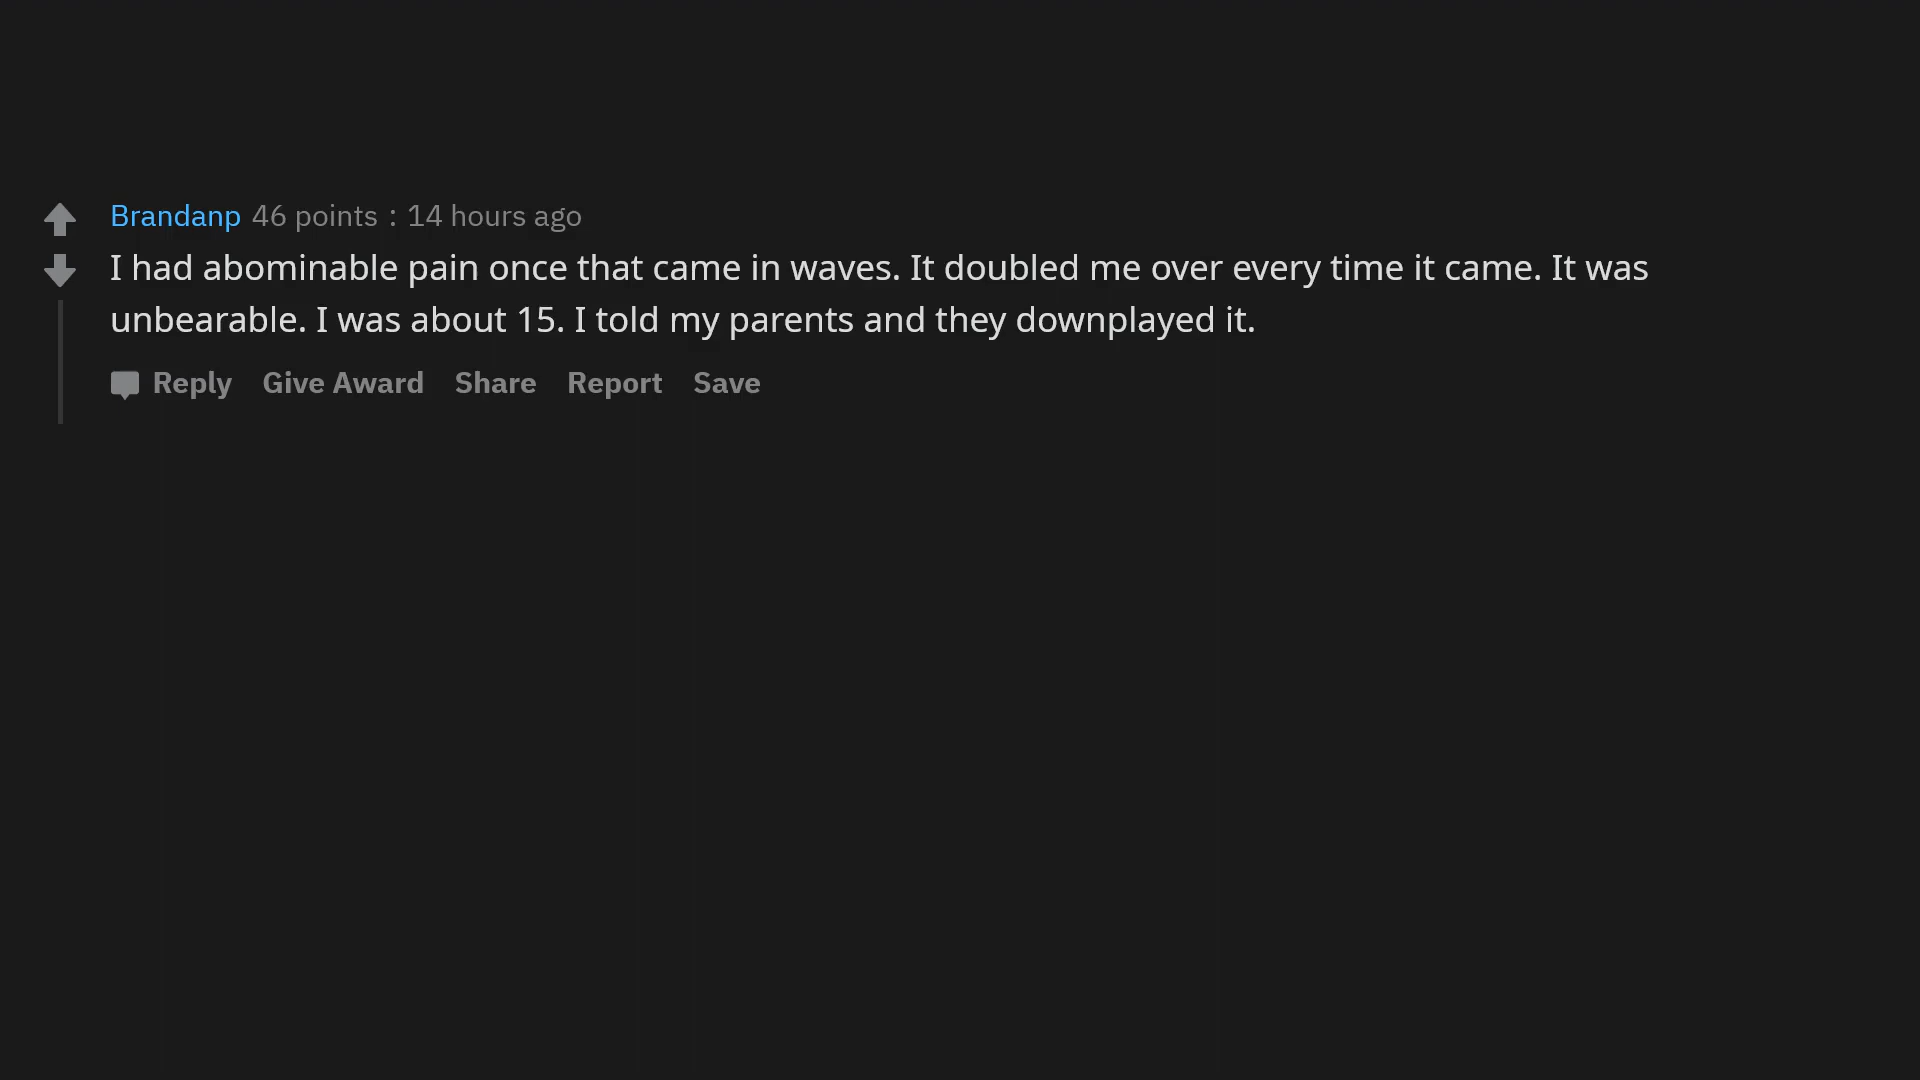 Brandanp 46 points : 14 hours ago
I had abominable pain once that came in waves. It doubled me over every time it came. It was
unbearable. I was about 15. I told my parents and they downplayed it.
Reply Give Award Share Report Save